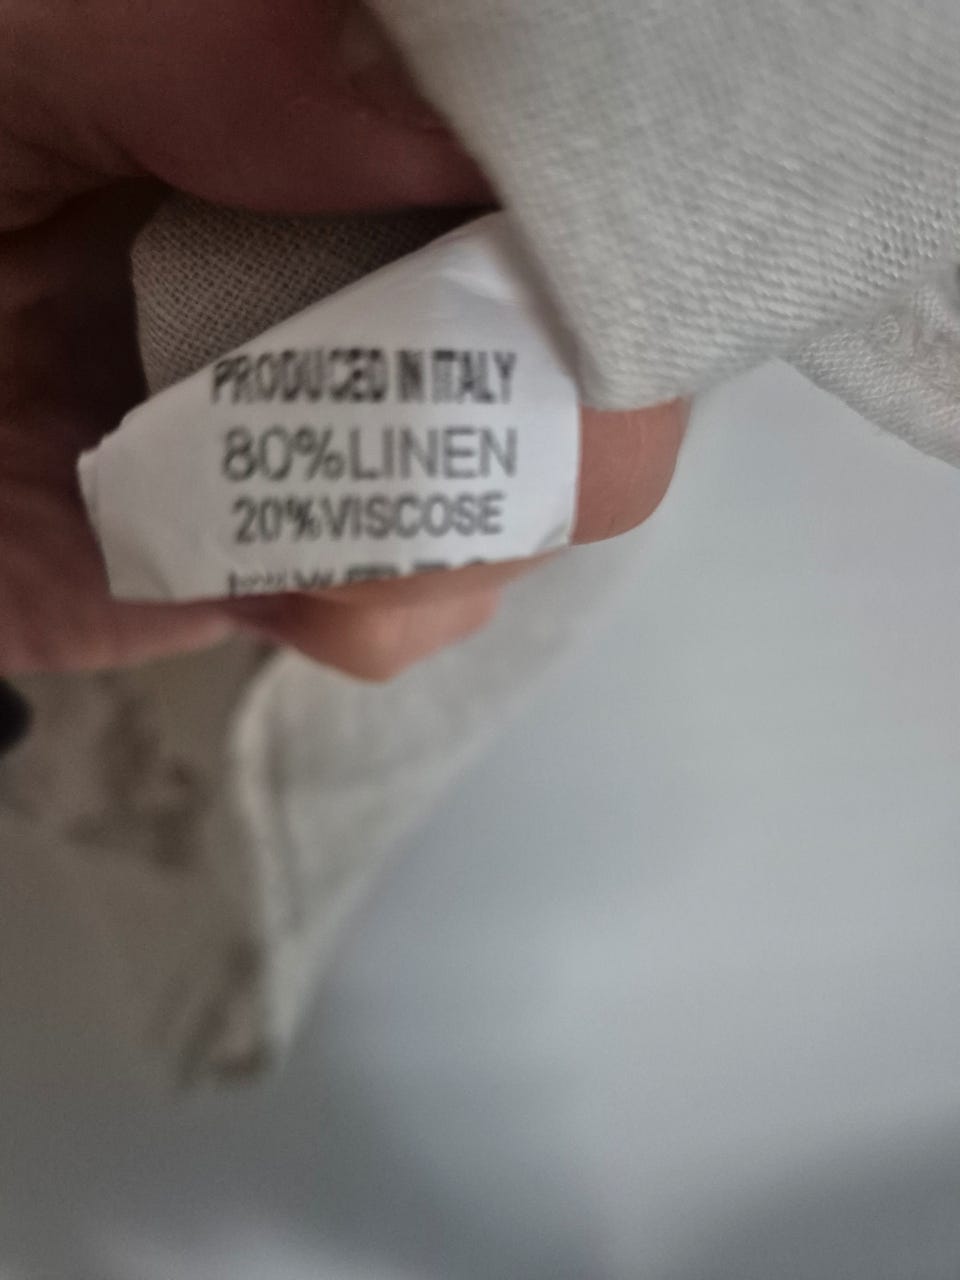 PRODUCED IN ITALY
80%LINEN
20%VISCOSE